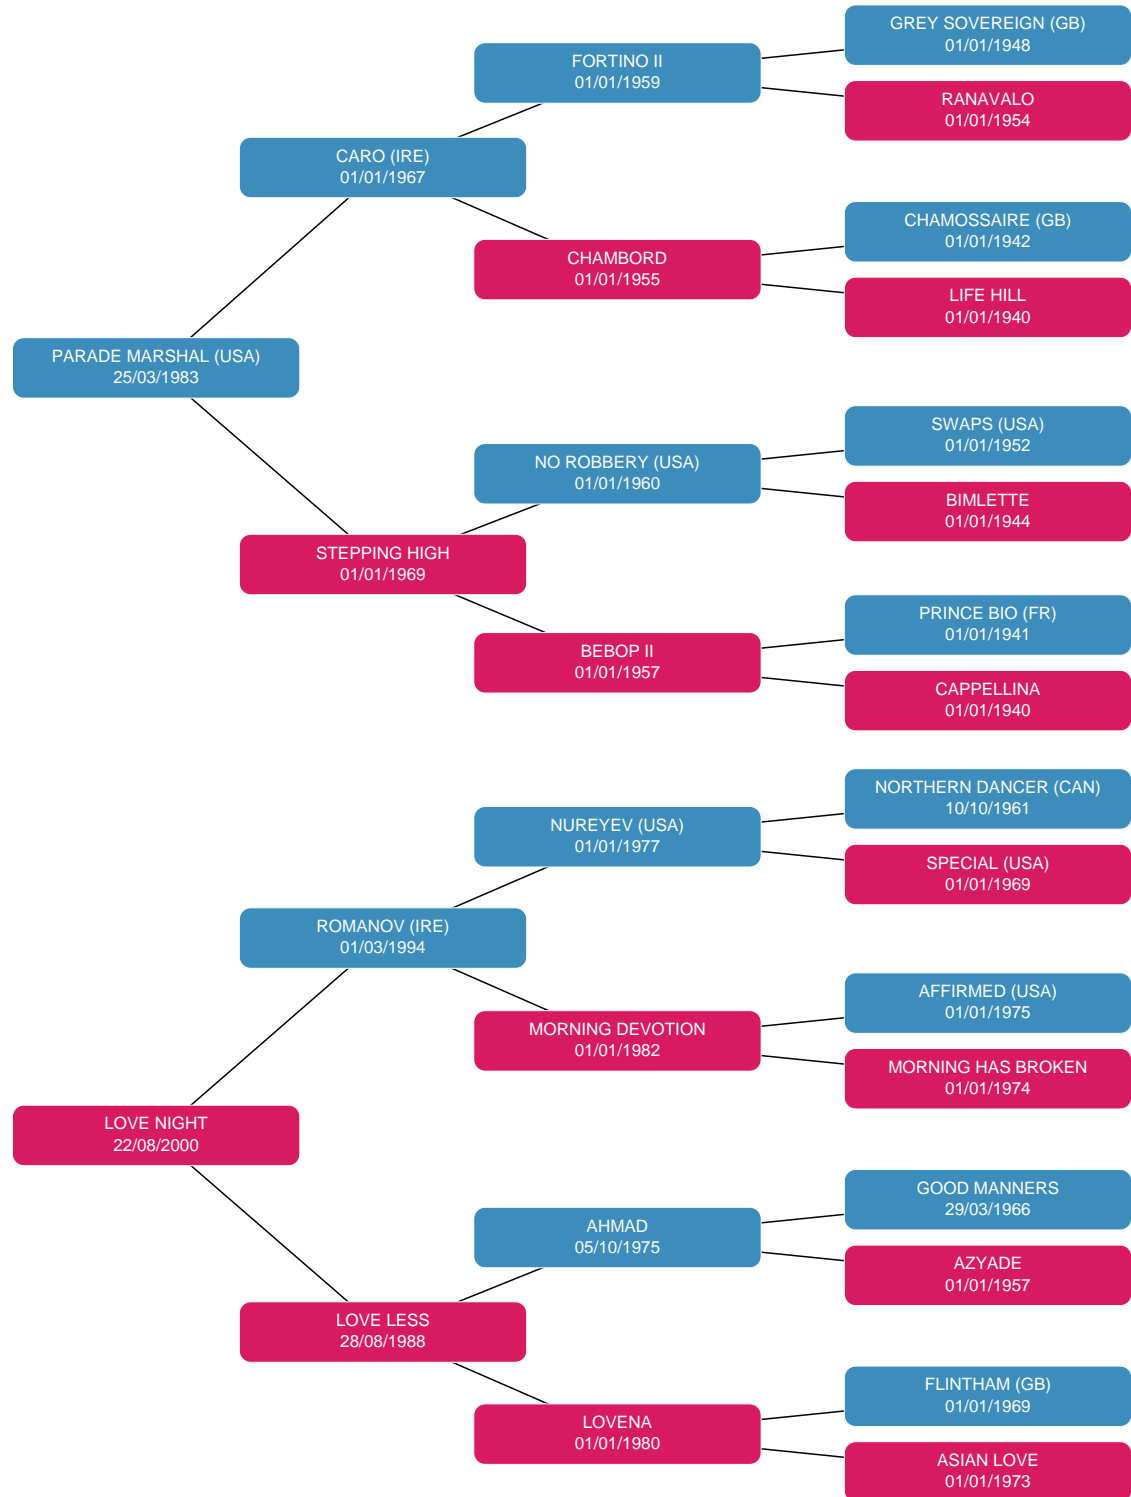 GREY SOVEREIGN (GB)
01/01/1948
FORTINO II
01/01/1959
RANAVALO
01/01/1954
CARO (IRE)
01/01/1967
CHAMOSSAIRE (GB)
01/01/1942
CHAMBORD
01/01/1955
LIFE HILL
01/01/1940
PARADE MARSHAL (USA)
25/03/1983
SWAPS (USA)
01/01/1952
NO ROBBERY (USA)
01/01/1960
BIMLETTE
01/01/1944
STEPPING HIGH
01/01/1969
PRINCE BIO (FR)
01/01/1941
BEBOP II
01/01/1957
CAPPELLINA
01/01/1940
NORTHERN DANCER (CAN)
10/10/1961
NUREYEV (USA)
01/01/1977
SPECIAL (USA)
01/01/1969
ROMANOV (IRE)
01/03/1994
AFFIRMED (USA)
01/01/1975
MORNING DEVOTION
01/01/1982
MORNING HAS BROKEN
01/01/1974
LOVE NIGHT
22/08/2000
GOOD MANNERS
29/03/1966
AHMAD
05/10/1975
AZYADE
01/01/1957
LOVE LESS
28/08/1988
FLINTHAM (GB)
01/01/1969
LOVENA
01/01/1980
ASIAN LOVE
01/01/1973